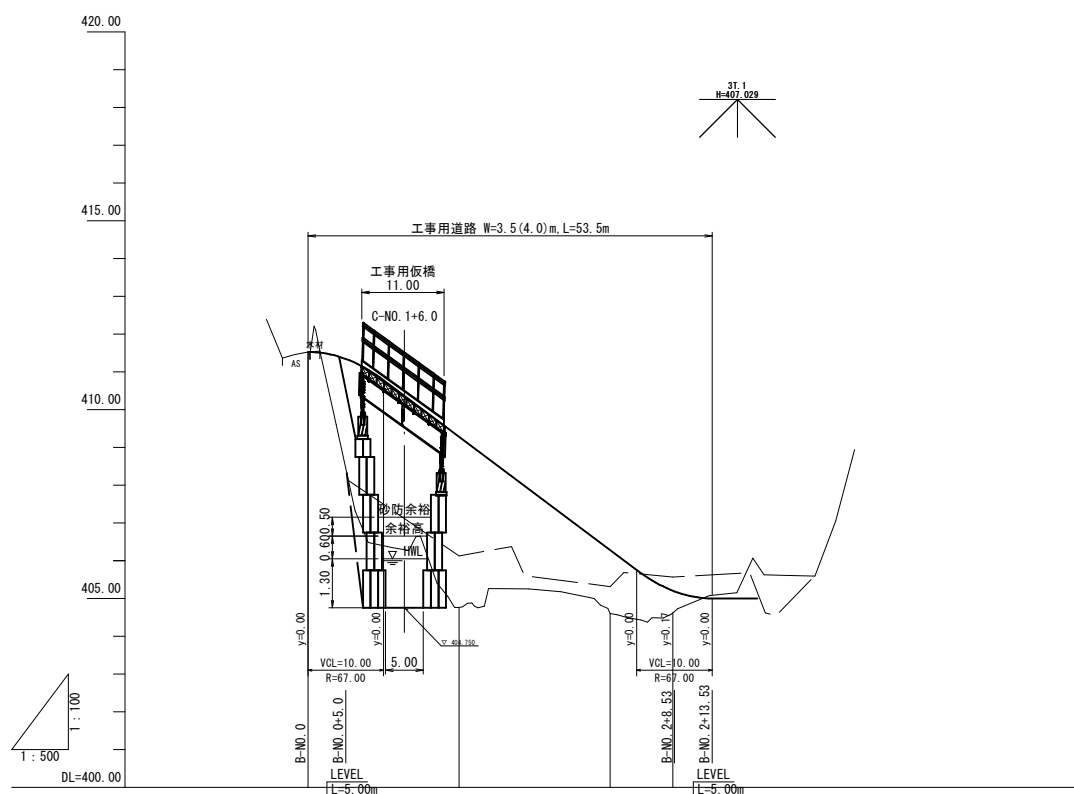 420.00
3T.1
H=407.029
415.00
工事用道路 W=3.5(4.0)m, L=53.5m
工事用仮橋
11.00
C-NO.1+6.0
木材
AS
410.00
砂防余裕
0.50
余裕高
0.60
HWL
1.30
405.00
▽ 404.750
y=0.00
y=0.00
y=0.00
y=0.17
y=0.00
VCL=10.00
R=67.00
5.00
VCL=10.00
R=67.00
B-NO.0
B-NO.0+5.0
B-NO.2+8.53
B-NO.2+13.53
1:100
1:500
DL=400.00
LEVEL
L=5.00m
LEVEL
L=5.00m